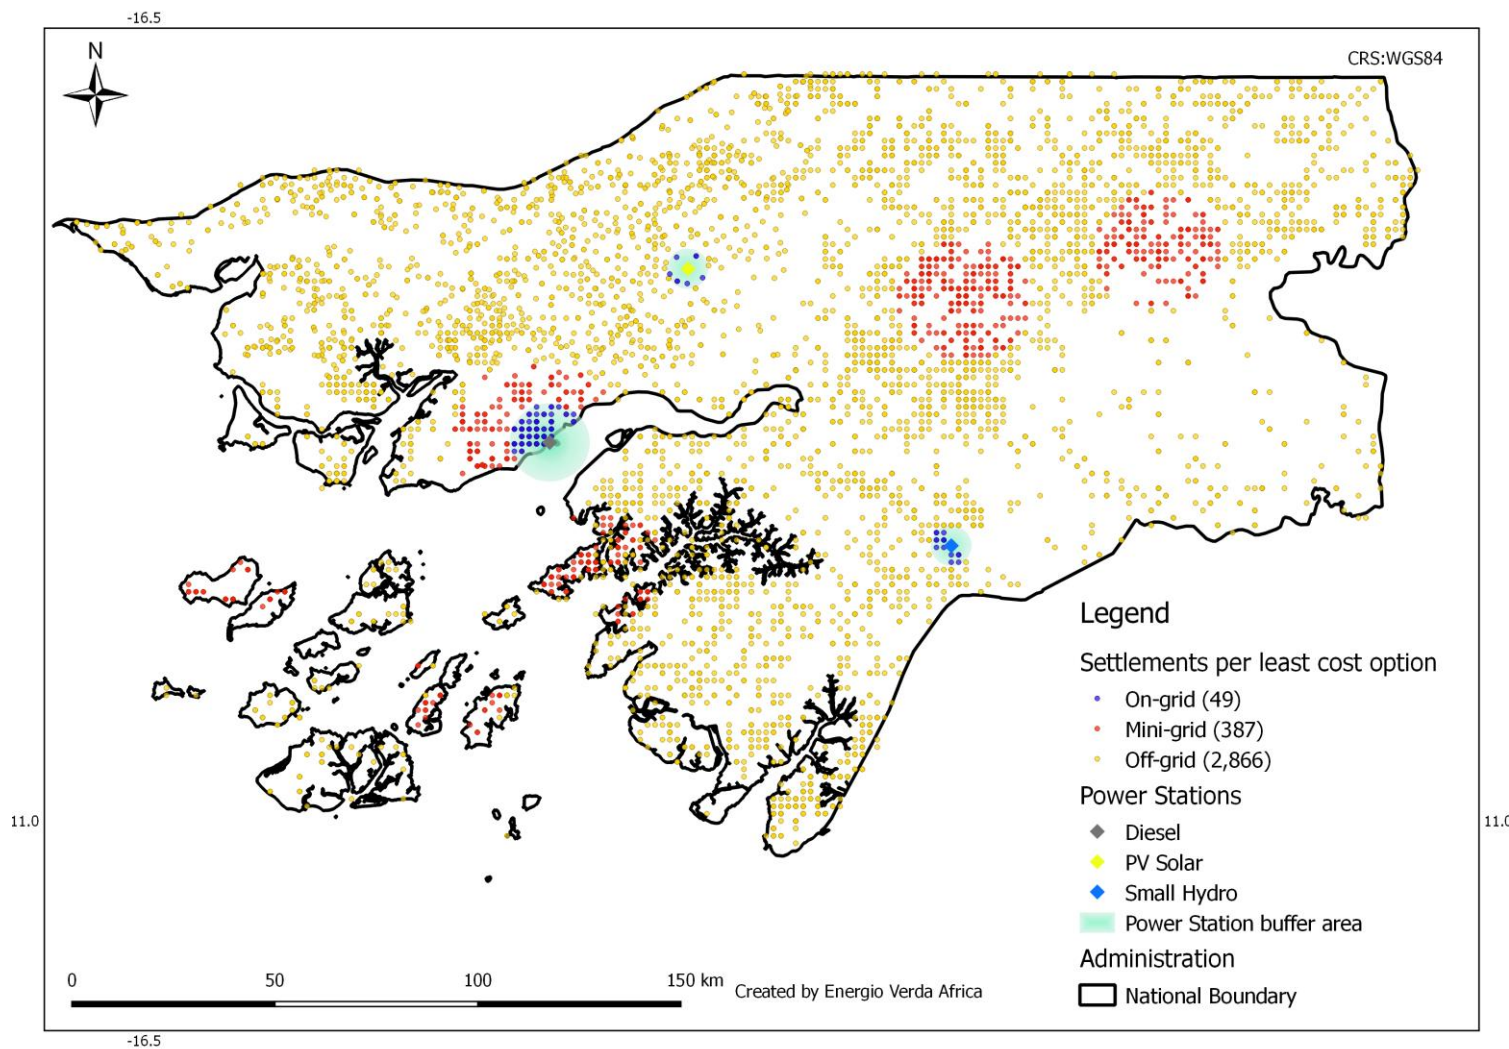 -16.5
N
CRS:WGS84
Legend
Settlements per least cost option
On-grid (49)
Mini-grid (387)
Off-grid (2,866)
Power Stations
11.0
11.0
Diesel
PV Solar
Small Hydro
Power Station buffer area
Administration
National Boundary
0 50 100 150 km
Created by Energio Verda Africa
-16.5